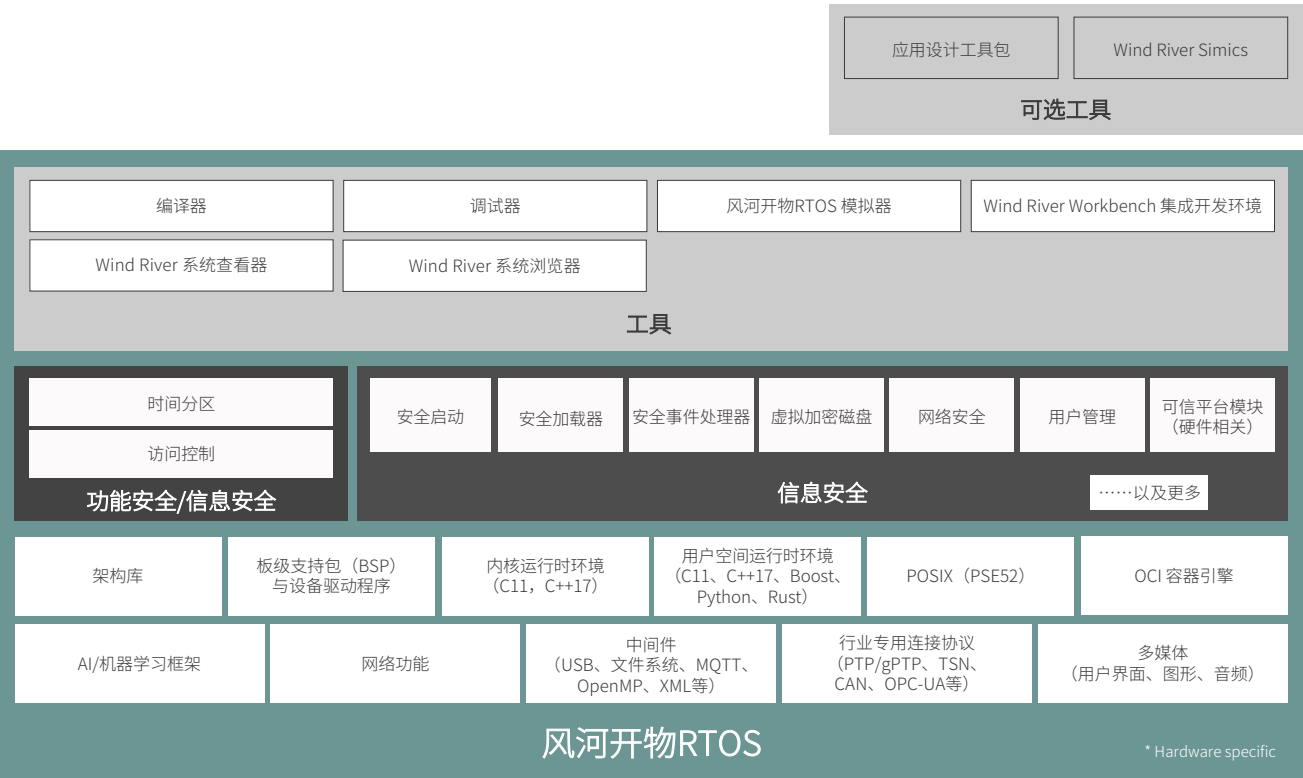 应用设计工具包
Wind River Simics
可选工具
编译器
调试器
风河开物RTOS 模拟器
Wind River Workbench 集成开发环境
Wind River 系统查看器
Wind River 系统浏览器
工具
时间分区
访问控制
功能安全/信息安全
安全启动
安全加载器
安全事件处理器
虚拟加密磁盘
网络安全
用户管理
可信平台模块
（硬件相关）
信息安全
……以及更多
架构库
板级支持包（BSP）
与设备驱动程序
内核运行时环境
（C11，C++17）
用户空间运行时环境
（C11、C++17、Boost、
Python、Rust）
POSIX（PSE52）
OCI 容器引擎
AI/机器学习框架
网络功能
中间件
（USB、文件系统、MQTT、
OpenMP、XML等）
行业专用连接协议
（PTP/gPTP、TSN、
CAN、OPC-UA等）
多媒体
（用户界面、图形、音频）
风河开物RTOS
* Hardware specific